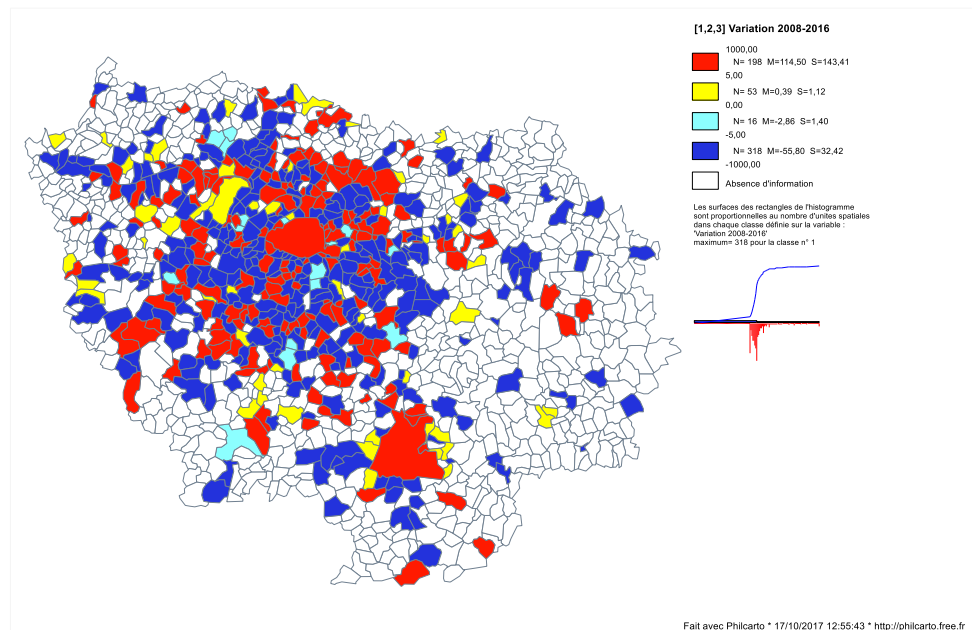 [1,2,3] Variation 2008-2016
1000,00
N= 198 M=114,50 S=143,41
5,00
N= 53 M=0,39 S=1,12
0,00
N= 16 M=-2,86 S=1,40
-5,00
N= 318 M=-55,80 S=32,42
-1000,00
Absence d'information
Les surfaces des rectangles de l'histogramme
sont proportionnelles au nombre d'unites spatiales
dans chaque classe définie sur la variable :
'Variation 2008-2016'
maximum= 318 pour la classe n° 1
Fait avec Philcarto * 17/10/2017 12:55:43 * http://philcarto.free.fr